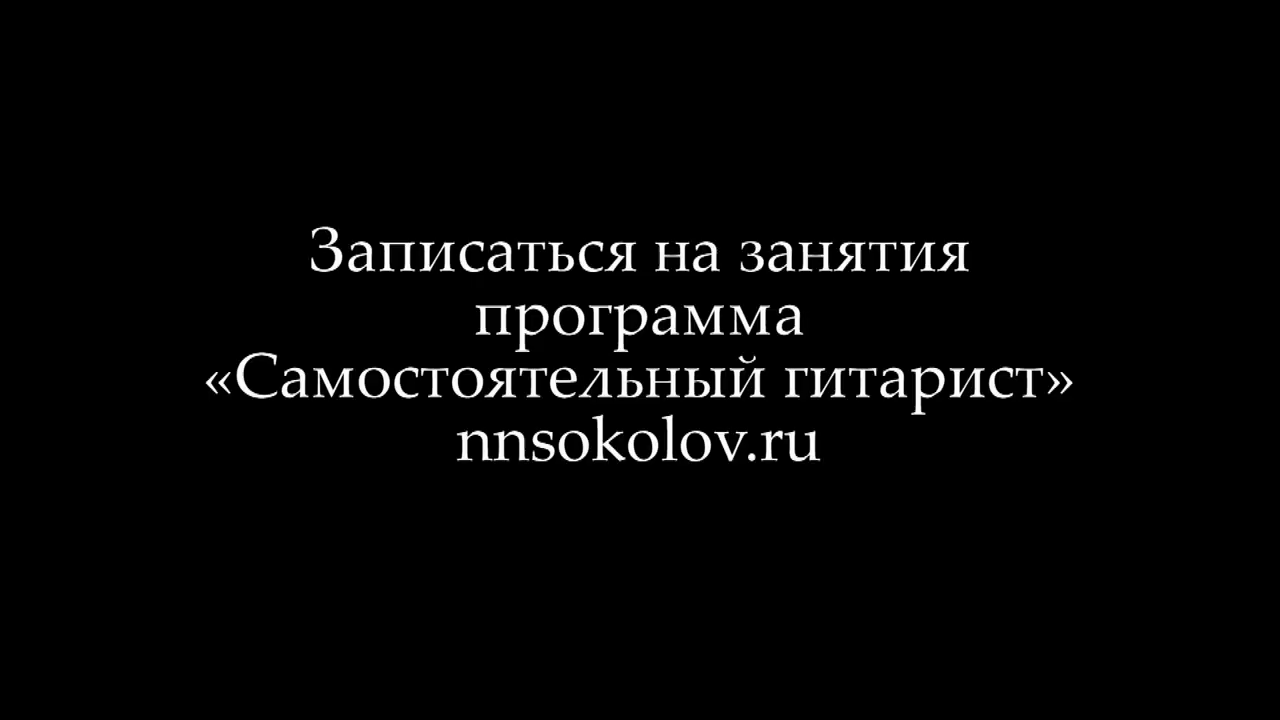 Записаться на занятия
программа
«Самостоятельный гитарист»
nnsokolov.ru